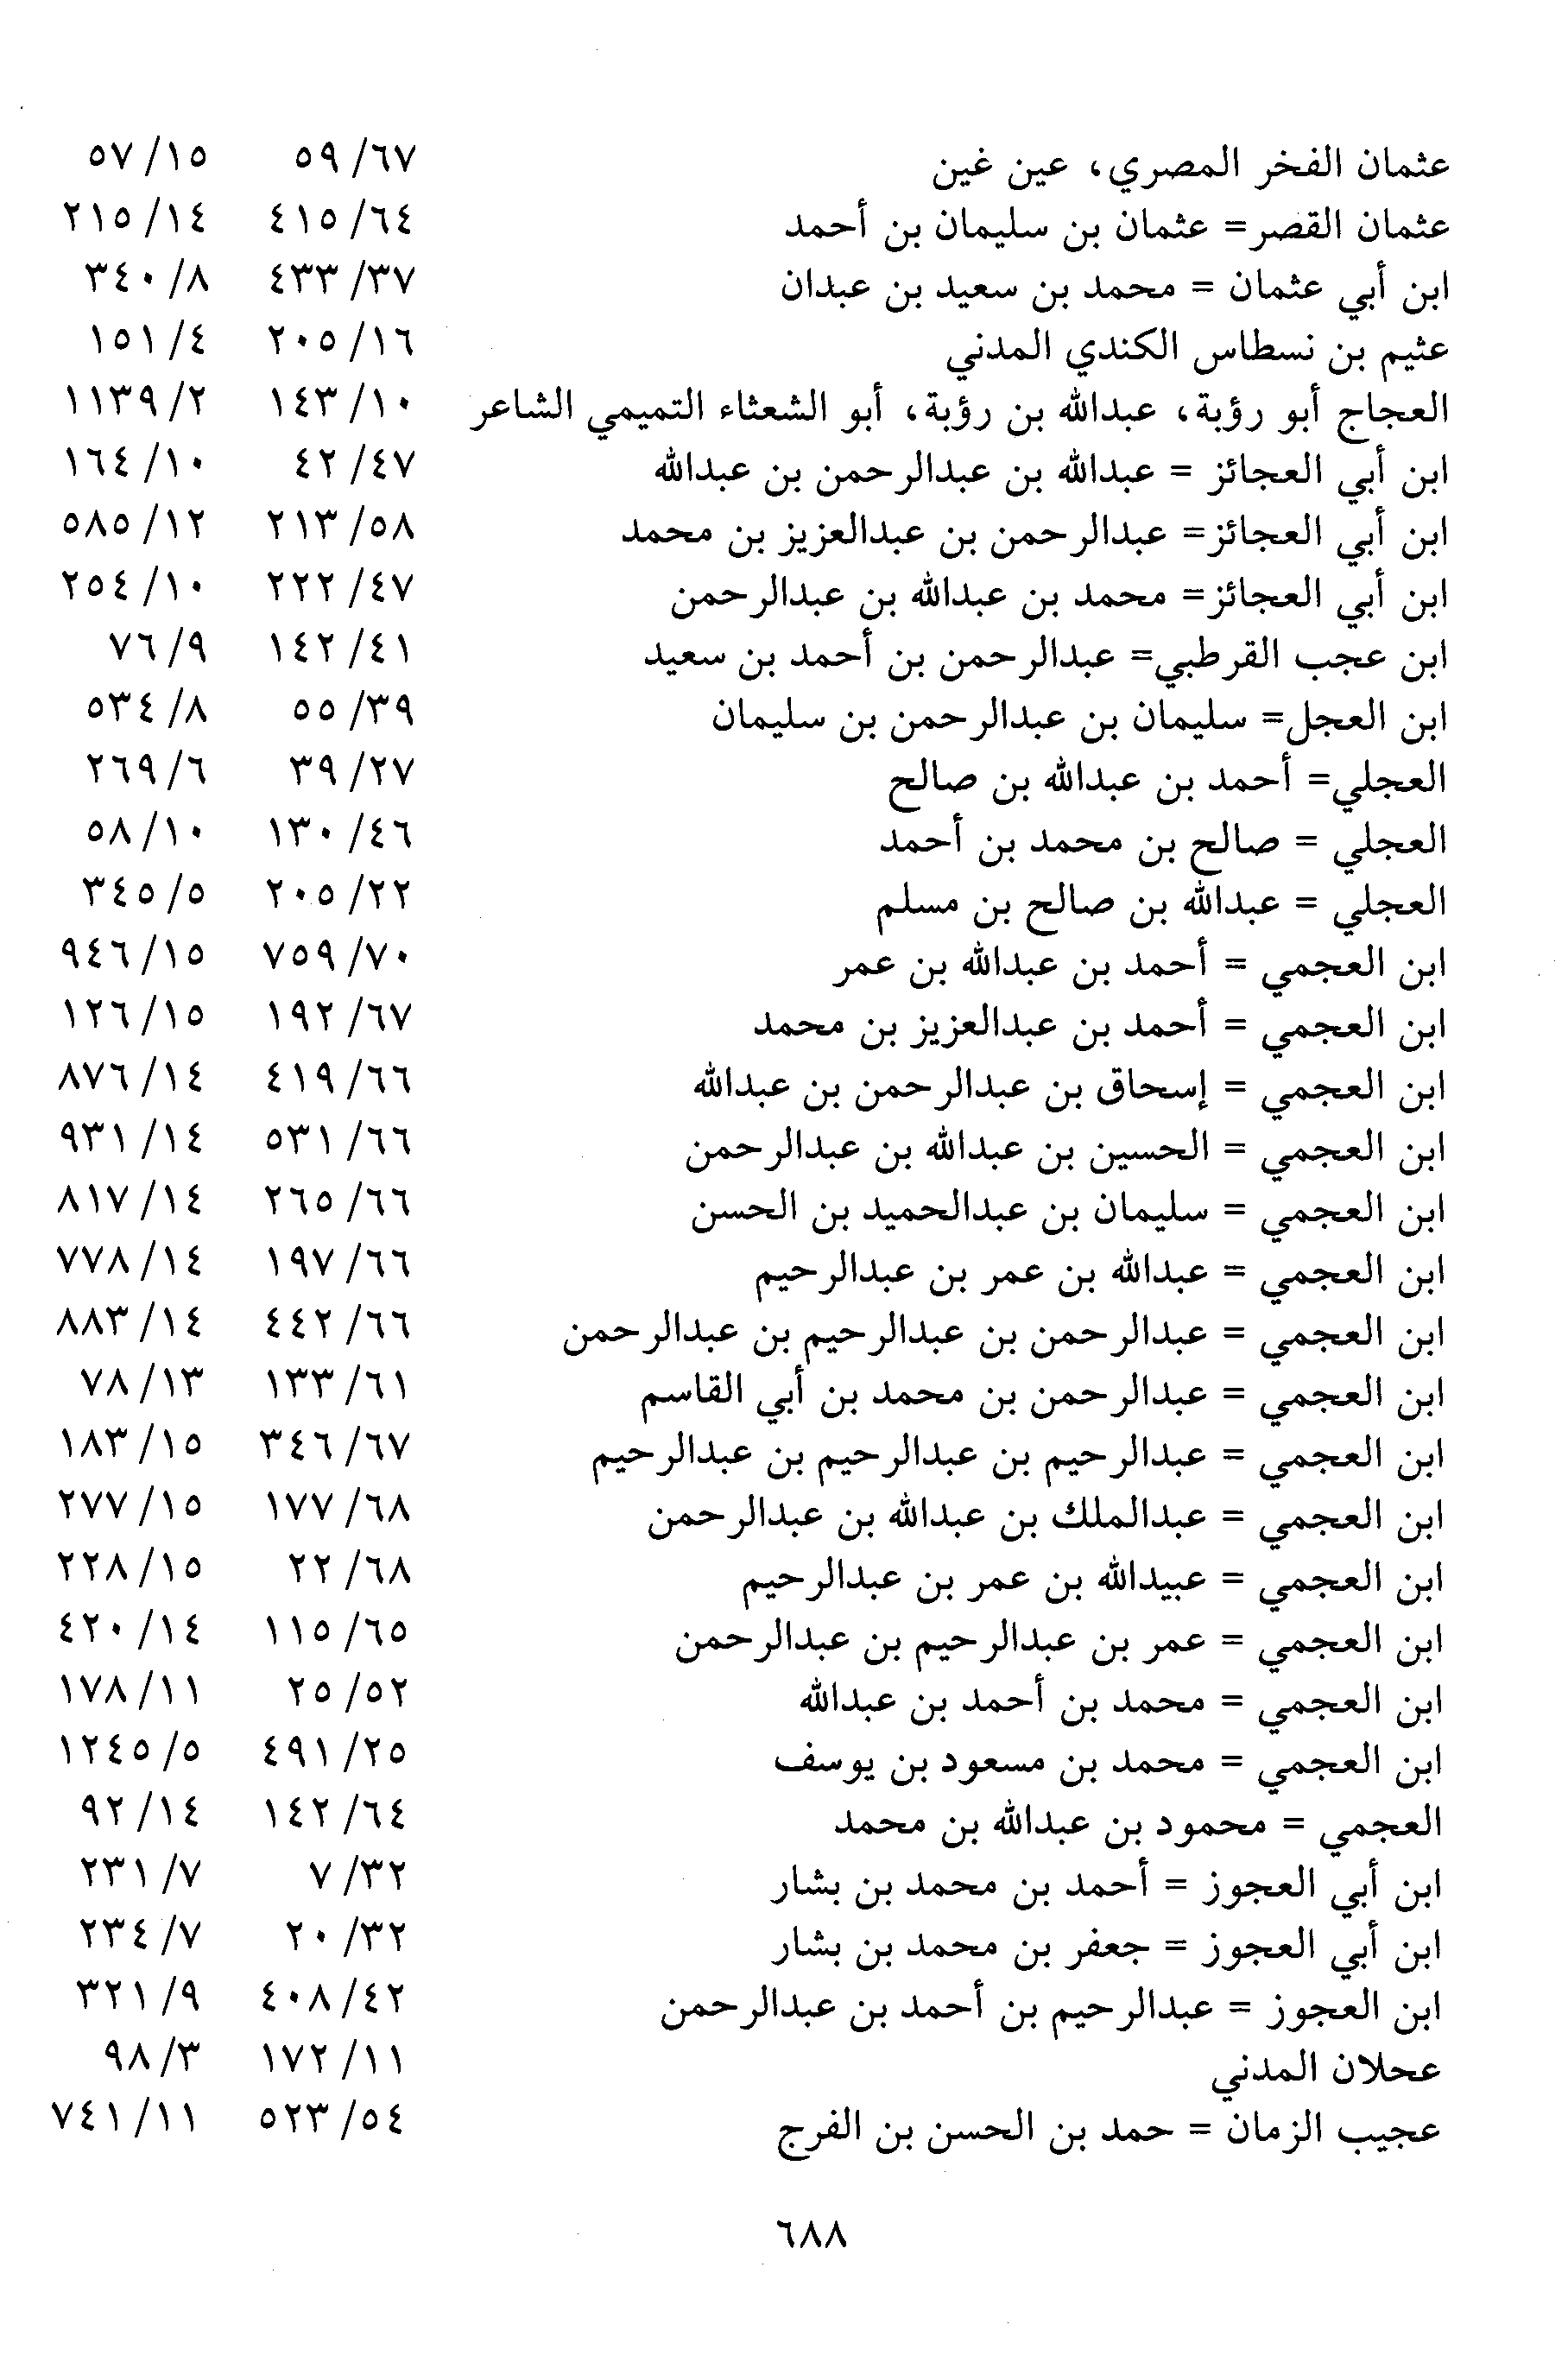 عثمان الفخر المصري، عين غين ٦٧/ ٥٩ ١٥/ ٥٧
عثمان القصر= عثمان بن سليمان بن أحمد ٦٤/ ٤١٥ ١٤/ ٢١٥
ابن أبي عثمان = محمد بن سعيد بن عبدان ٣٧/ ٤٣٣ ٨/ ٣٤٠
عثيم بن نسطاس الكندي المدني ١٦/ ٢٠٥ ٤/ ١٥١
العجاج أبو رؤبة، عبدالله بن رؤبة، أبو الشعثاء التميمي الشاعر ١٠/ ١٤٣ ٢/ ١١٣٩
ابن أبي العجائز = عبدالله بن عبدالرحمن بن عبدالله ٤٧/ ٤٢ ١٠/ ١٦٤
ابن أبي العجائز= عبدالرحمن بن عبدالعزيز بن محمد ٥٨/ ٢١٣ ١٢/ ٥٨٥
ابن أبي العجائز= محمد بن عبدالله بن عبدالرحمن ٤٧/ ٢٢٢ ١٠/ ٢٥٤
ابن عجب القرطبي= عبدالرحمن بن أحمد بن سعيد ٤١/ ١٤٢ ٩/ ٧٦
ابن العجل= سليمان بن عبدالرحمن بن سليمان ٣٩/ ٥٥ ٨/ ٥٣٤
العجلي= أحمد بن عبدالله بن صالح ٢٧/ ٣٩ ٦/ ٢٦٩
العجلي = صالح بن محمد بن أحمد ٤٦/ ١٣٠ ١٠/ ٥٨
العجلي = عبدالله بن صالح بن مسلم ٢٢/ ٢٠٥ ٥/ ٣٤٥
ابن العجمي = أحمد بن عبدالله بن عمر ٧٠/ ٧٥٩ ١٥/ ٩٤٦
ابن العجمي = أحمد بن عبدالعزيز بن محمد ٦٧/ ١٩٢ ١٥/ ١٢٦
ابن العجمي = إسحاق بن عبدالرحمن بن عبدالله ٦٦/ ٤١٩ ١٤/ ٨٧٦
ابن العجمي = الحسين بن عبدالله بن عبدالرحمن ٦٦/ ٥٣١ ١٤/ ٩٣١
ابن العجمي = سليمان بن عبدالحميد بن الحسن ٦٦/ ٢٦٥ ١٤/ ٨١٧
ابن العجمي = عبدالله بن عمر بن عبدالرحيم ٦٦/ ١٩٧ ١٤/ ٧٧٨
ابن العجمي = عبدالرحمن بن عبدالرحيم بن عبدالرحمن ٦٦/ ٤٤٢ ١٤/ ٨٨٣
ابن العجمي = عبدالرحمن بن محمد بن أبي القاسم ٦١/ ١٣٣ ١٣/ ٧٨
ابن العجمي = عبدالرحيم بن عبدالرحيم بن عبدالرحيم ٦٧/ ٣٤٦ ١٥/ ١٨٣
ابن العجمي = عبدالملك بن عبدالله بن عبدالرحمن ٦٨/ ١٧٧ ١٥/ ٢٧٧
ابن العجمي = عبيدالله بن عمر بن عبدالرحيم ٦٨/ ٢٢ ١٥/ ٢٢٨
ابن العجمي = عمر بن عبدالرحيم بن عبدالرحمن ٦٥/ ١١٥ ١٤/ ٤٢٠
ابن العجمي = محمد بن أحمد بن عبدالله ٥٢/ ٢٥ ١١/ ١٧٨
ابن العجمي = محمد بن مسعود بن يوسف ٢٥/ ٤٩١ ٥/ ١٢٤٥
العجمي = محمود بن عبدالله بن محمد ٦٤/ ١٤٢ ١٤/ ٩٢
ابن أبي العجوز = أحمد بن محمد بن بشار ٣٢/ ٧ ٧/ ٢٣١
ابن أبي العجوز = جعفر بن محمد بن بشار ٣٢/ ٢٠ ٧/ ٢٣٤
ابن العجوز = عبدالرحيم بن أحمد بن عبدالرحمن ٤٢/ ٤٠٨ ٩/ ٣٢١
عحلان المدني ١١/ ١٧٢ ٣/ ٩٨
عجيب الزمان = حمد بن الحسن بن الفرج ٥٤/ ٥٢٣ ١١/ ٧٤١
٦٨٨